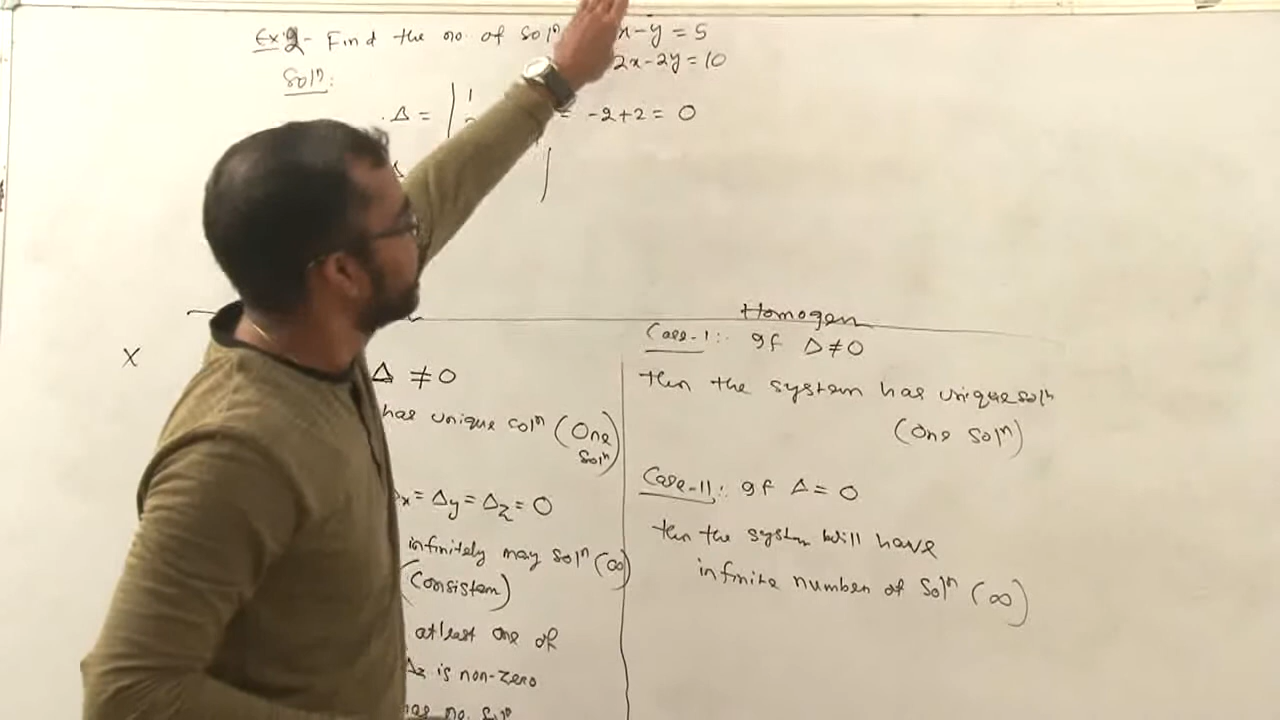 Ex 2- Find the no. of Solⁿ x-y=5
2x-2y=10
Solⁿ:
Δ = | 1 = -2+2 = 0
Homogen
X
Δ ≠ 0
has unique Solⁿ (One Solⁿ)
x = Δy = Δz = 0
infinitely may Solⁿ (∞)
(Consistem)
atleast one of
Δz is non-zero
has no. Solⁿ
Case-I:. If Δ≠0
then the system has unique Solⁿ
(One Solⁿ)
Case-II:. If Δ = 0
then the system will have
infinite number of Solⁿ (∞)